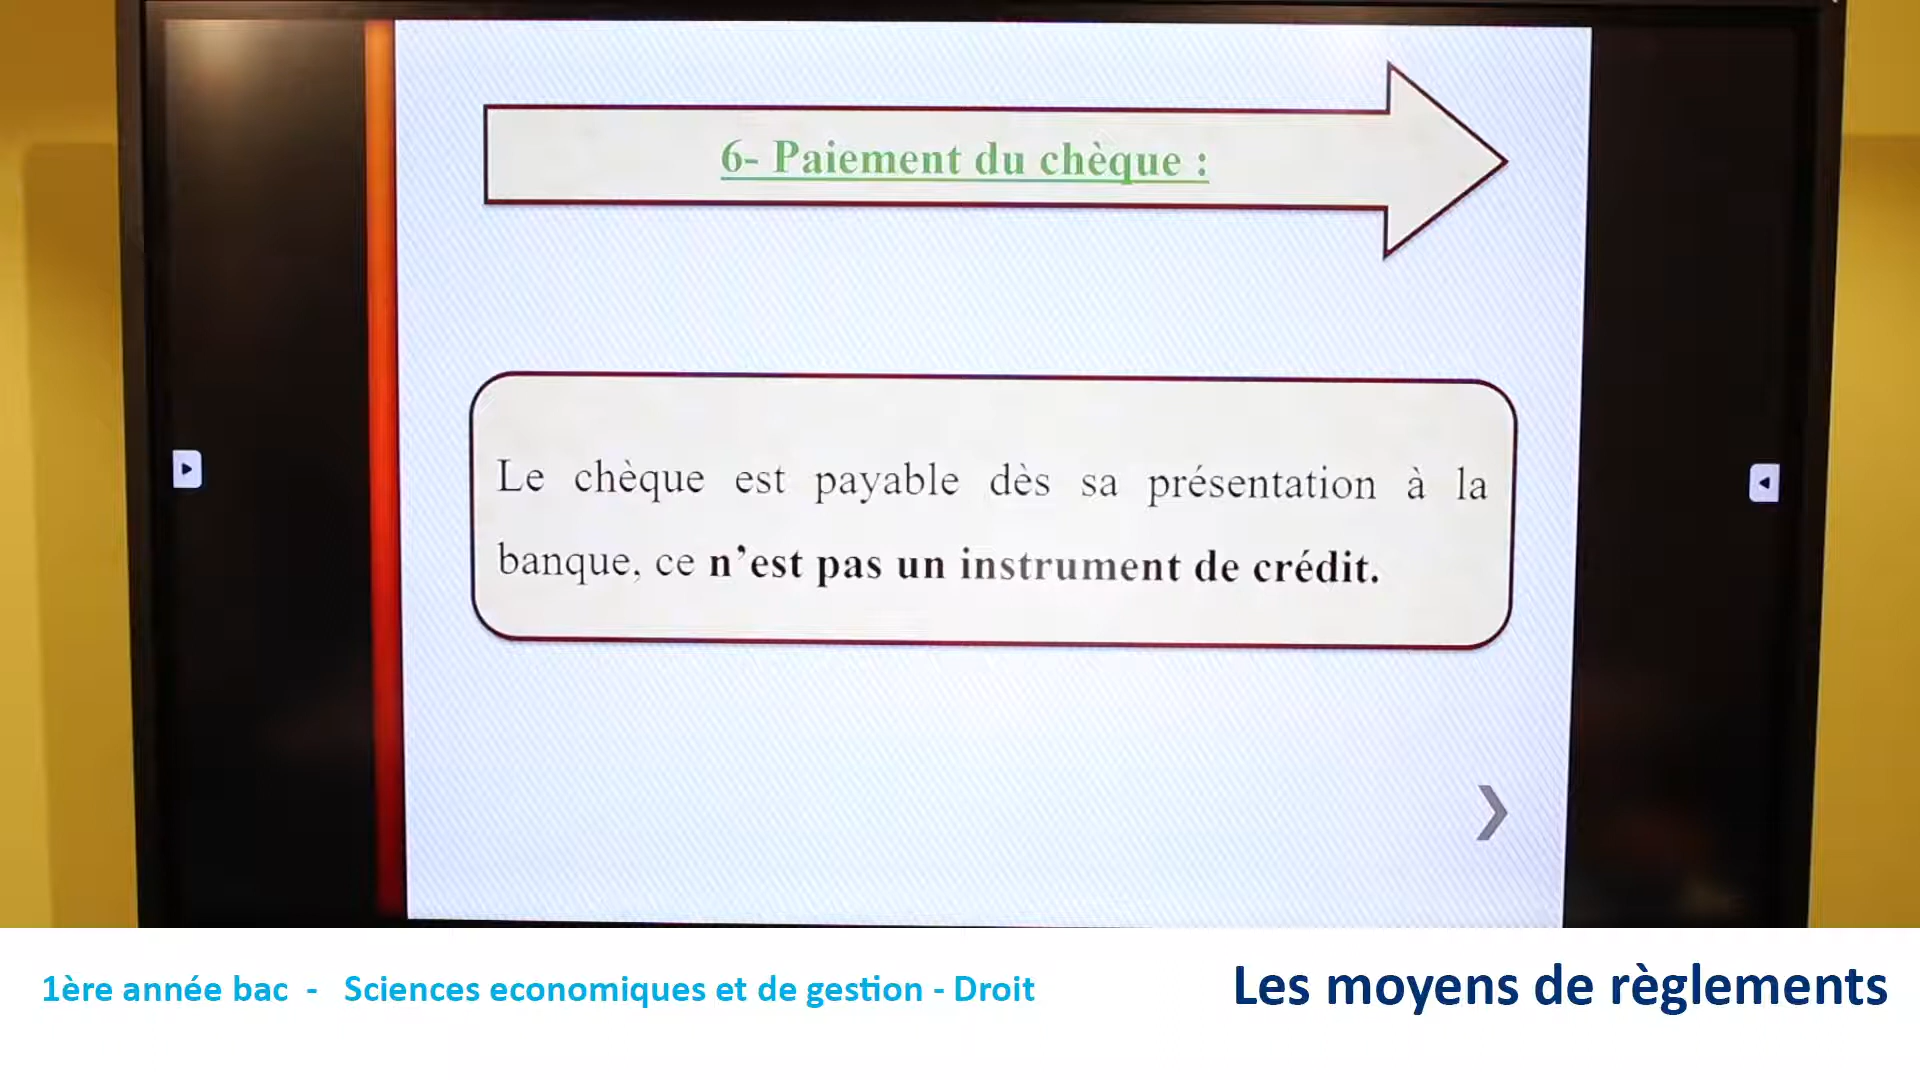 6- Paiement du chèque :
Le chèque est payable dès sa présentation à la
banque, ce n’est pas un instrument de crédit.
1ère année bac - Sciences economiques et de gestion - Droit
Les moyens de règlements